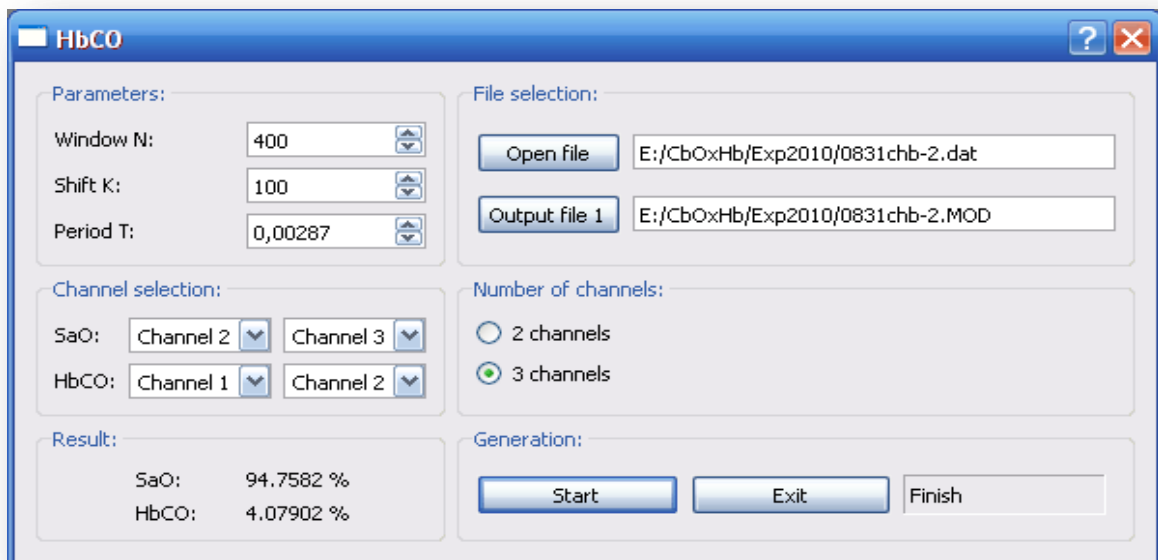 HbCO
Parameters:
Window N: 400
Shift K: 100
Period T: 0,00287
File selection:
Open file E:/CbOxHb/Exp2010/0831chb-2.dat
Output file 1 E:/CbOxHb/Exp2010/0831chb-2.MOD
Channel selection:
SaO: Channel 2 Channel 3
HbCO: Channel 1 Channel 2
Number of channels:
2 channels
3 channels
Result:
SaO: 94.7582 %
HbCO: 4.07902 %
Generation:
Start Exit Finish